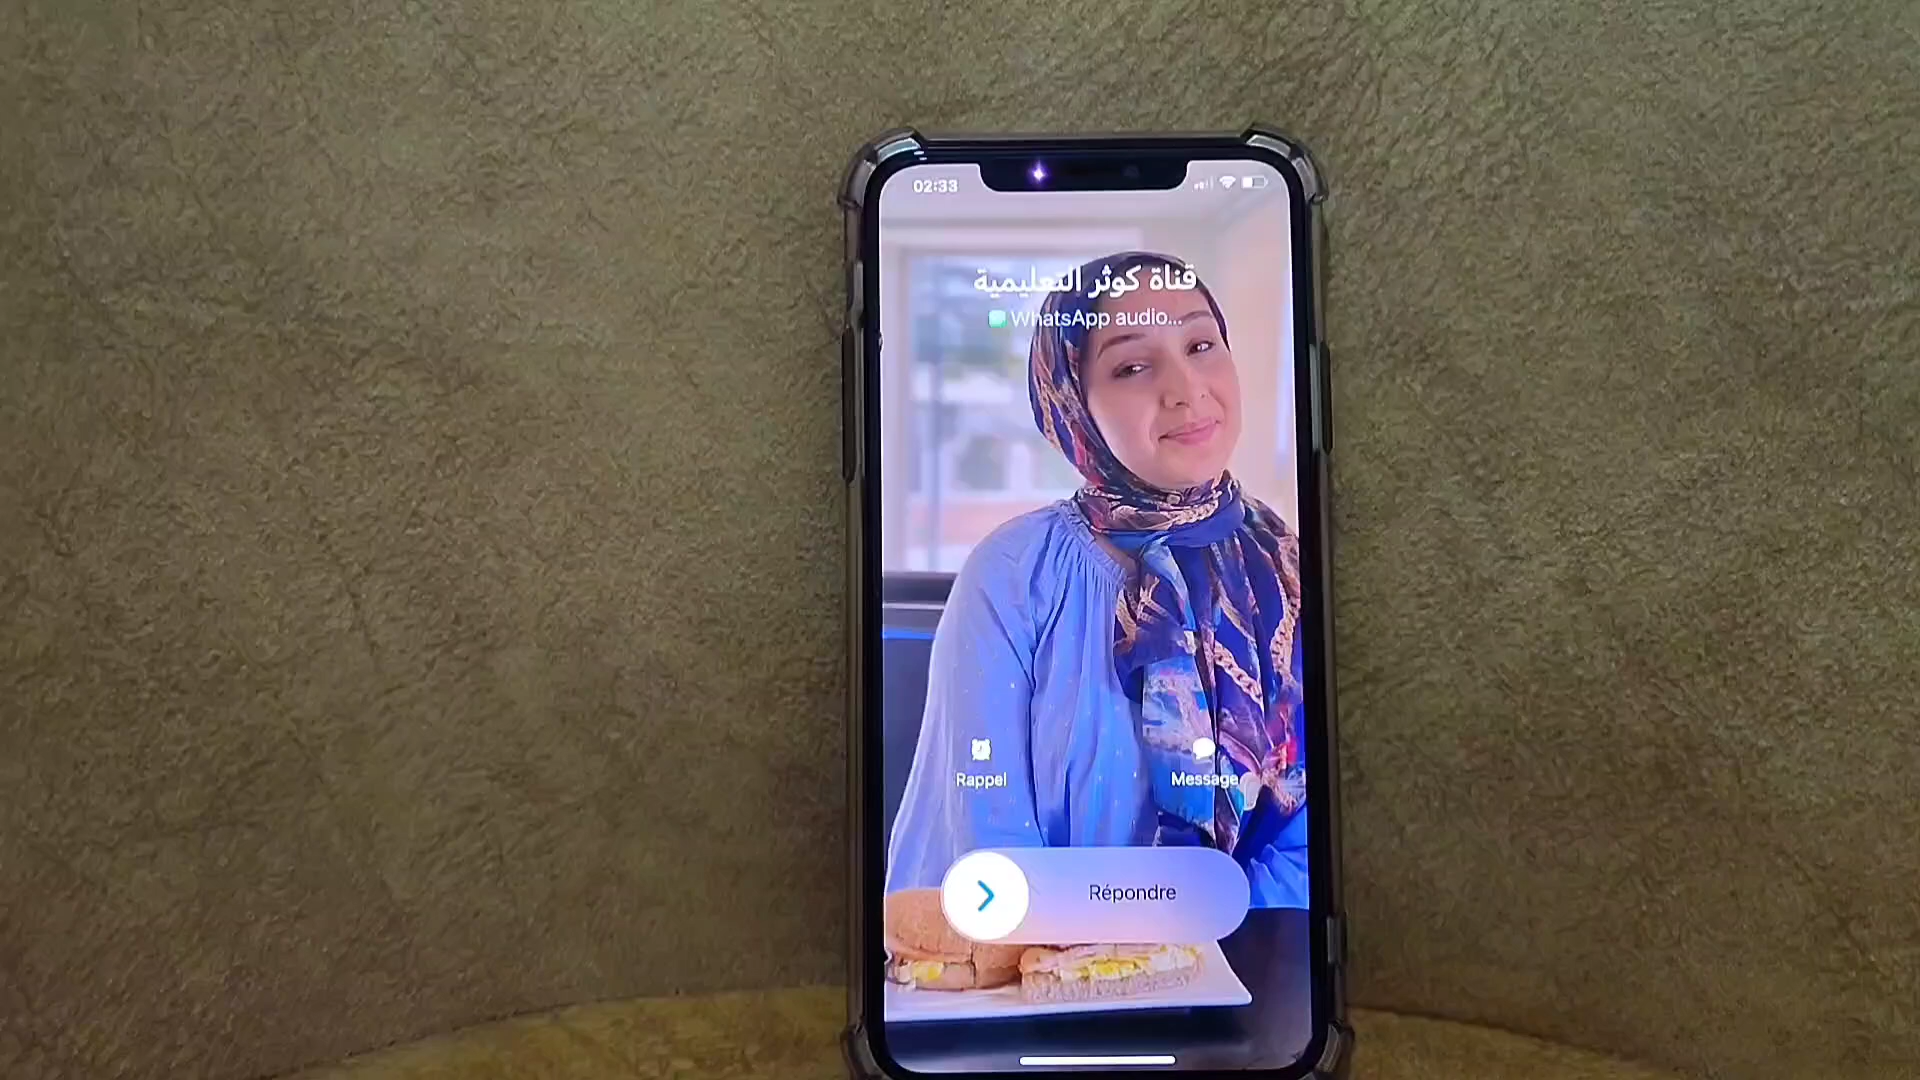 02:33
قناة كوثر التعليمية
WhatsApp audio...
Rappel
Message
Répondre